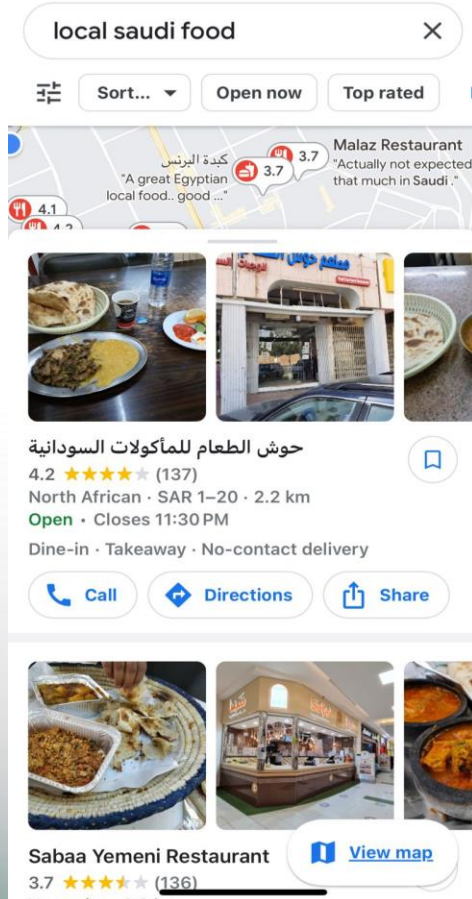 local saudi food
Sort...
Open now
Top rated
Malaz Restaurant
"Actually not expected
that much in Saudi ."
3.7
كبدة البرنس
"A great Egyptian
local food.. good ..."
3.7
4.1
4.2
مطعم حوش الطعام
حوش الطعام للمأكولات السودانية
4.2 (137)
North African · SAR 1–20 · 2.2 km
Open · Closes 11:30 PM
Dine-in · Takeaway · No-contact delivery
Call
Directions
Share
Sabaa Yemeni Restaurant
View map
3.7 (136)